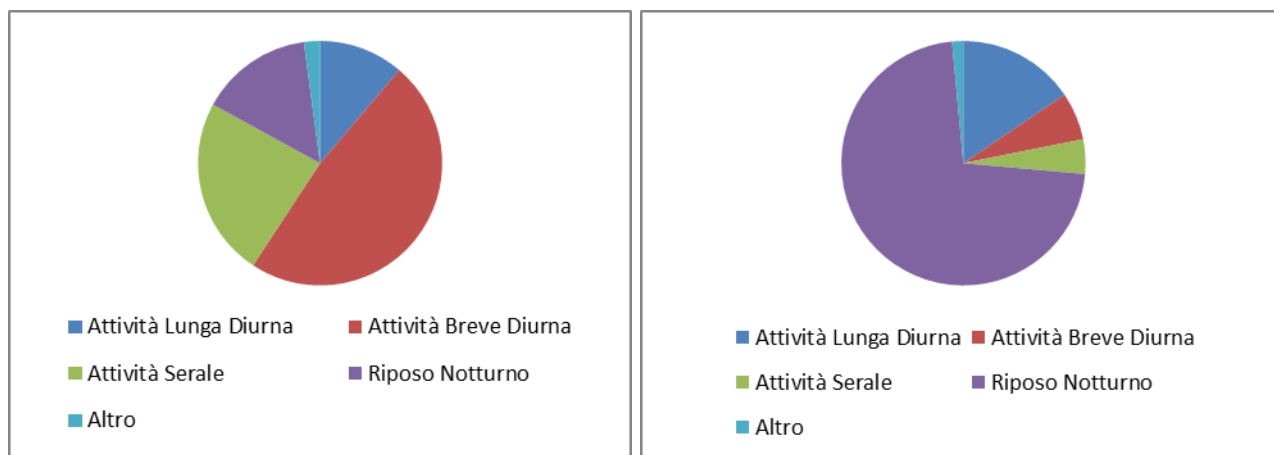 Attività Lunga Diurna Attività Breve Diurna
Attività Serale Riposo Notturno
Altro
Attività Lunga Diurna Attività Breve Diurna
Attività Serale Riposo Notturno
Altro